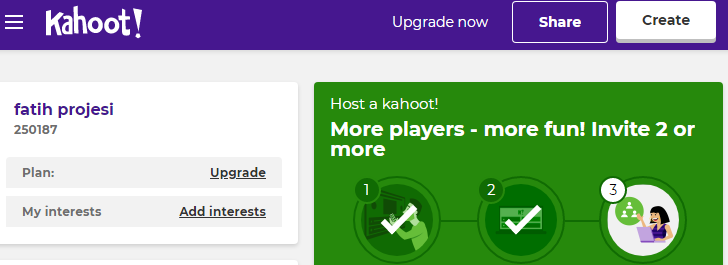 Kahoot!
Upgrade now
Share
Create
fatih projesi
250187
Plan:
Upgrade
My interests
Add interests
Host a kahoot!
More players - more fun! Invite 2 or
more
1
2
3